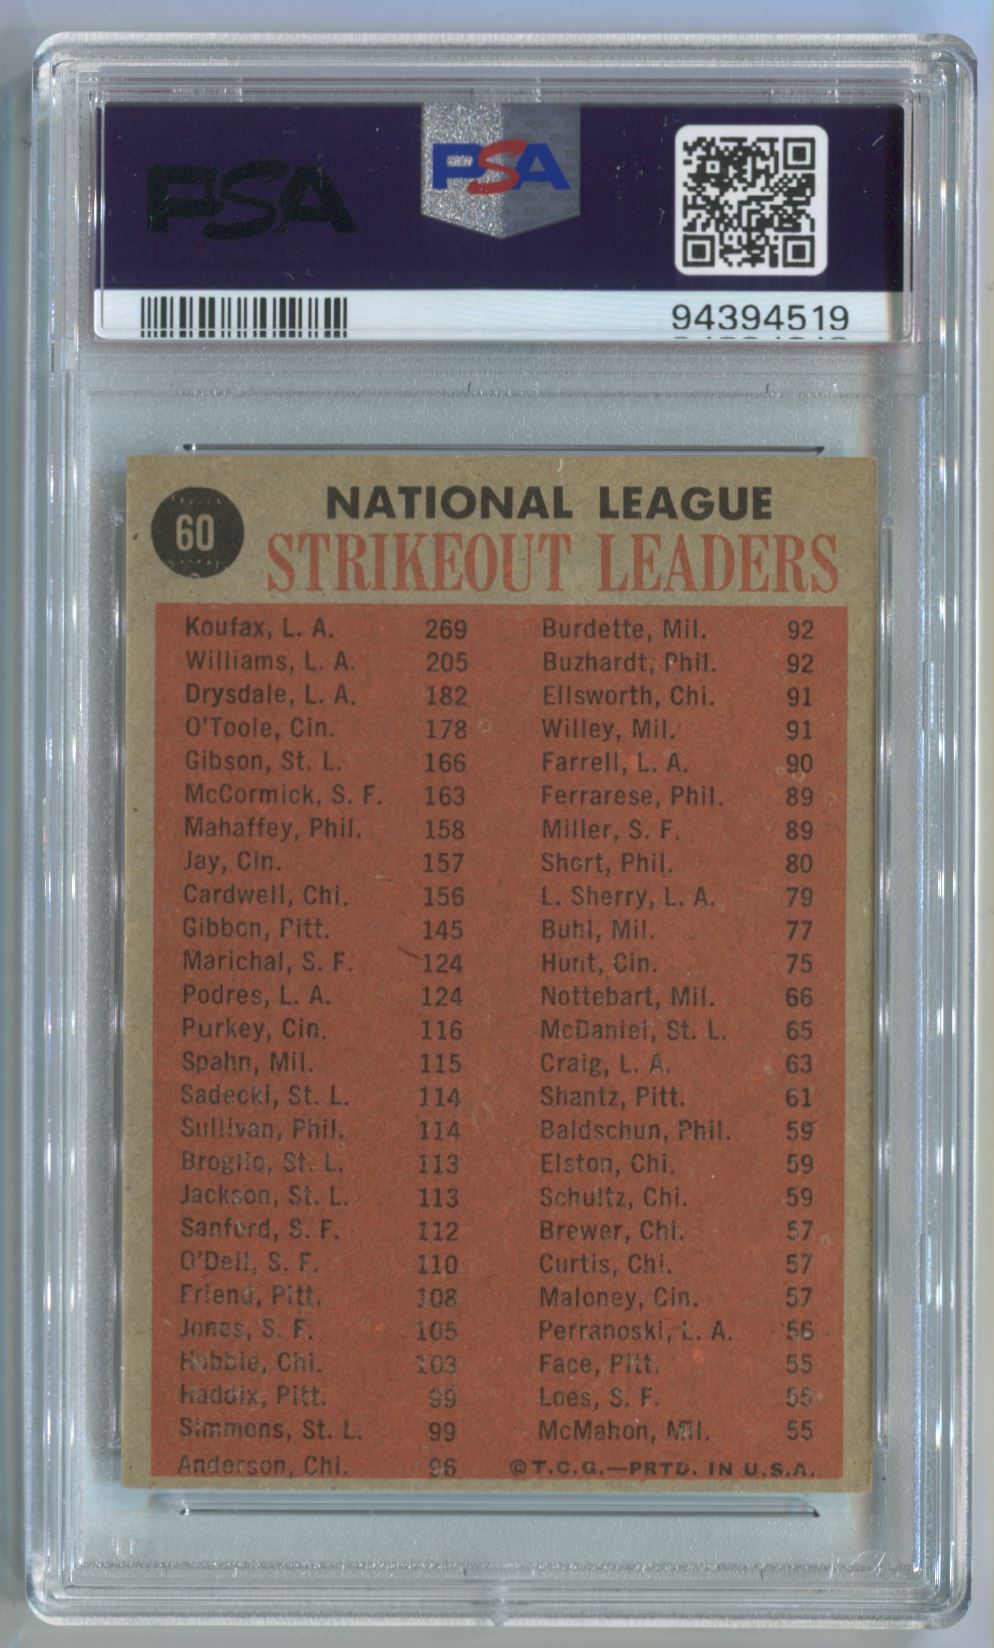 PSA
PSA
94394519
60
NATIONAL LEAGUE
STRIKEOUT LEADERS
Koufax, L. A. 269
Williams, L. A. 205
Drysdale, L. A. 182
O'Toole, Cin. 178
Gibson, St. L. 166
McCormick, S. F. 163
Mahaffey, Phil. 158
Jay, Cin. 157
Cardwell, Chi. 156
Gibbon, Pitt. 145
Marichal, S. F. 124
Podres, L. A. 124
Purkey, Cin. 116
Spahn, Mil. 115
Sadecki, St. L. 114
Sullivan, Phil. 114
Broglio, St. L. 113
Jackson, St. L. 113
Sanford, S. F. 112
O'Dell, S. F. 110
Friend, Pitt. 108
Jones, S. F. 105
Hobbie, Chi. 103
Haddix, Pitt. 99
Simmons, St. L. 99
Anderson, Chi. 96
Burdette, Mil. 92
Buzhardt, Phil. 92
Ellsworth, Chi. 91
Willey, Mil. 91
Farrell, L. A. 90
Ferrarese, Phil. 89
Miller, S. F. 89
Short, Phil. 80
L. Sherry, L. A. 79
Buhl, Mil. 77
Hunt, Cin. 75
Nottebart, Mil. 66
McDaniel, St. L. 65
Craig, L. A. 63
Shantz, Pitt. 61
Baldschun, Phil. 59
Elston, Chi. 59
Schultz, Chi. 59
Brewer, Chi. 57
Curtis, Chi. 57
Maloney, Cin. 57
Perranoski, L. A. 56
Face, Pitt. 55
Loes, S. F. 55
McMahon, Mil. 55
©T.C.G.—PRTD. IN U.S.A.